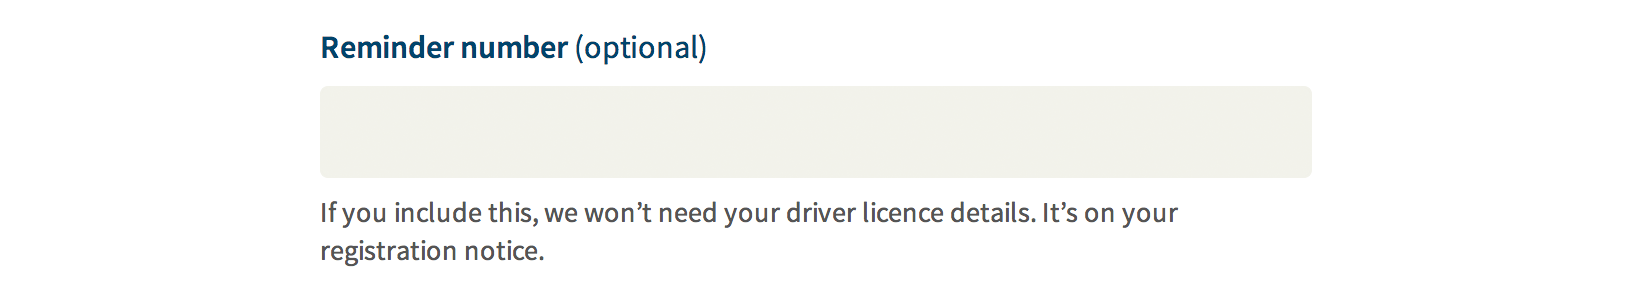 Reminder number (optional)
If you include this, we won’t need your driver licence details. It’s on your
registration notice.